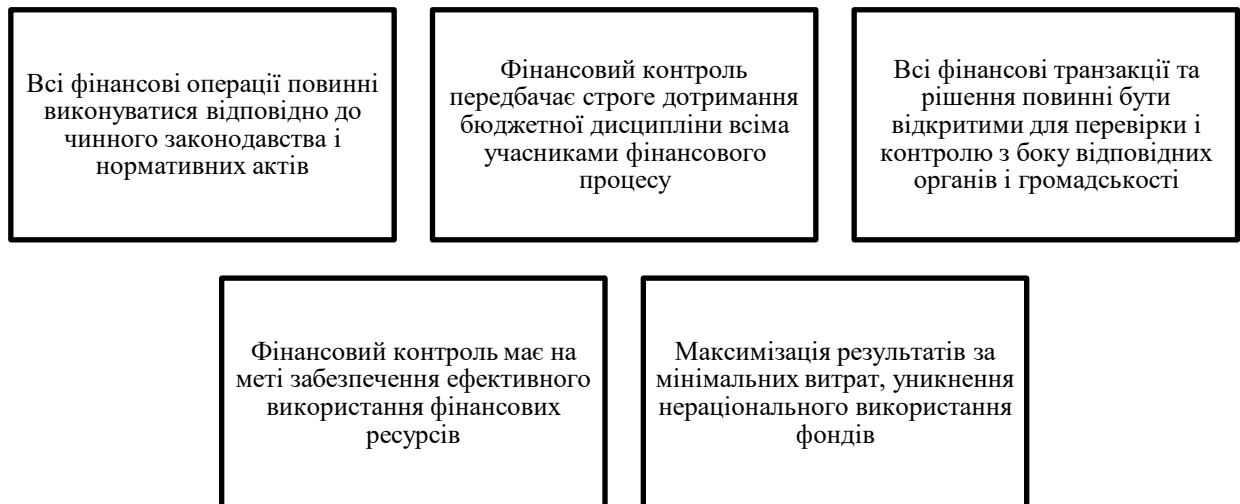 Всі фінансові операції повинні
виконуватися відповідно до
чинного законодавства і
нормативних актів
Фінансовий контроль
передбачає строге дотримання
бюджетної дисципліни всіма
учасниками фінансового
процесу
Всі фінансові транзакції та
рішення повинні бути
відкритими для перевірки і
контролю з боку відповідних
органів і громадськості
Фінансовий контроль має на
меті забезпечення ефективного
використання фінансових
ресурсів
Максимізація результатів за
мінімальних витрат, уникнення
нераціонального використання
фондів